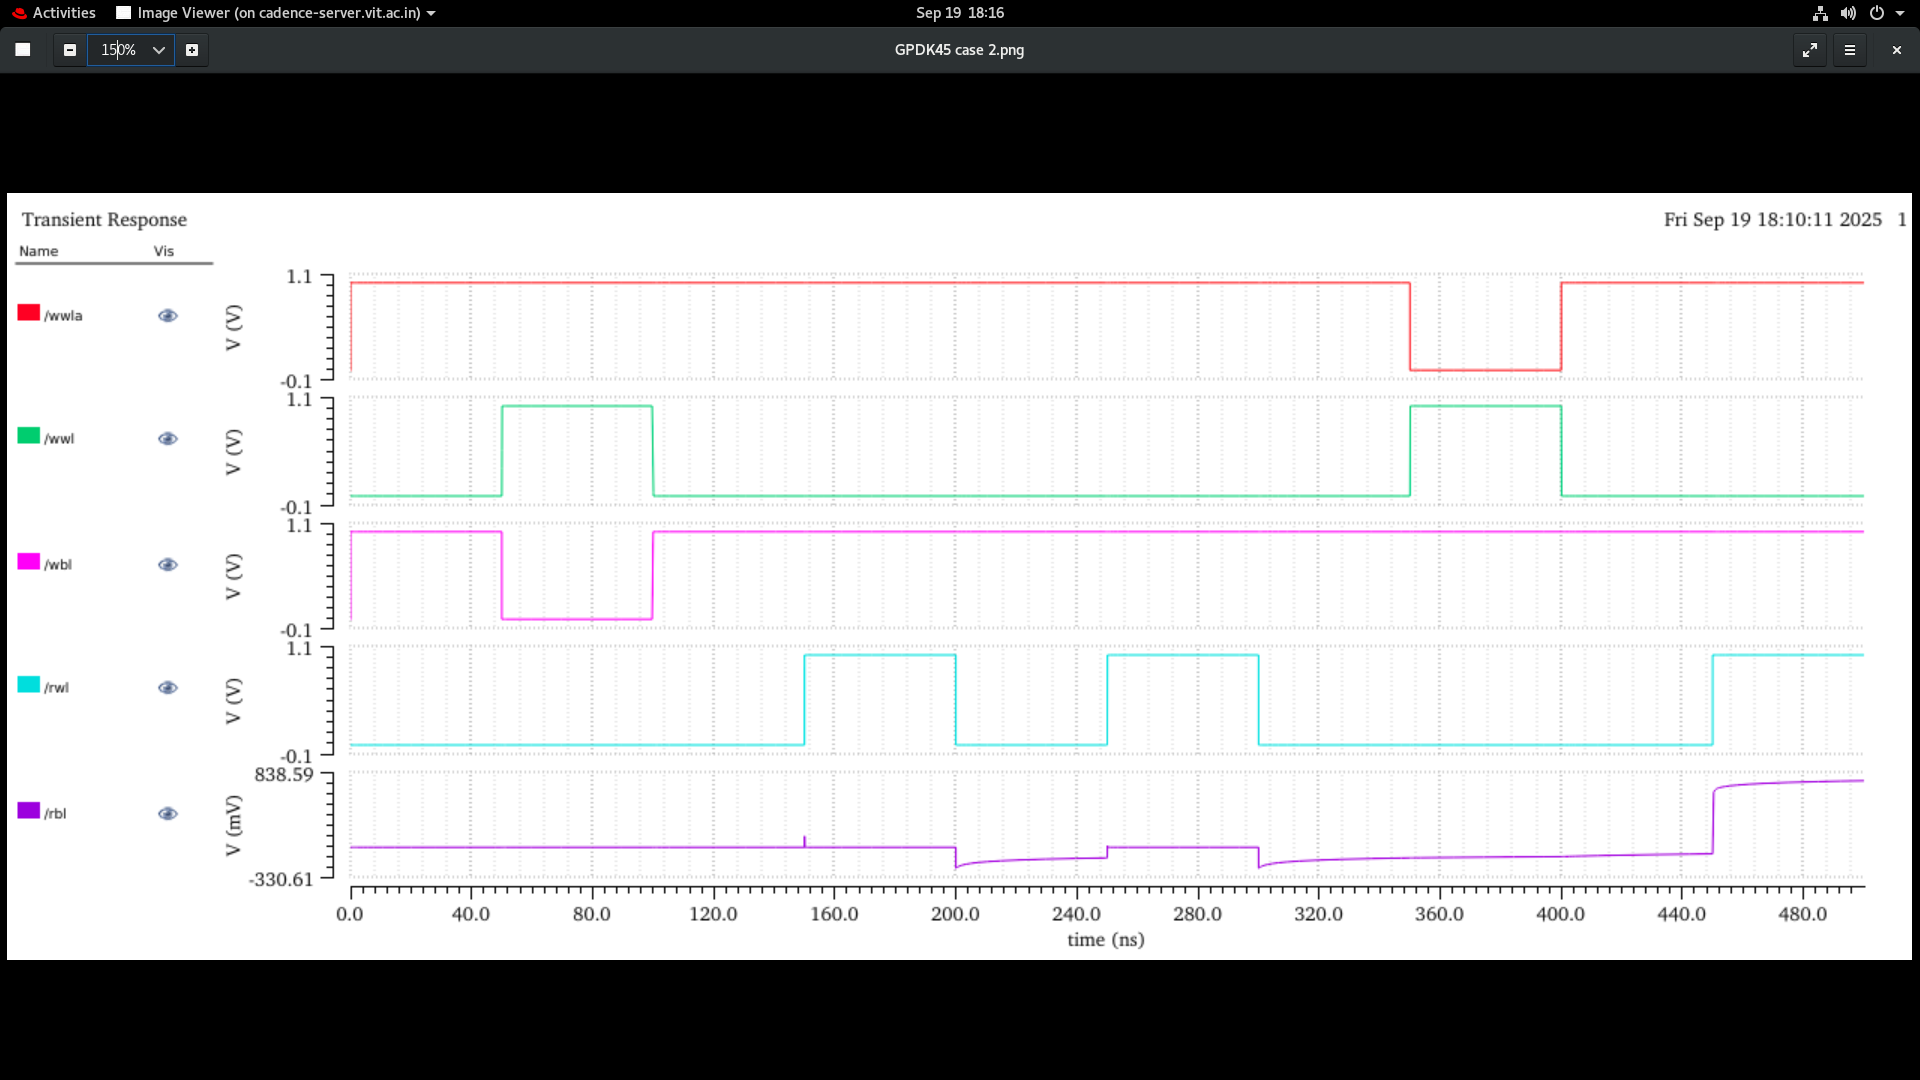 Activities Image Viewer (on cadence-server.vit.ac.in) Sep 19 18:16
150% GPDK45 case 2.png
Transient Response Fri Sep 19 18:10:11 2025 1
Name Vis
1.1
/wwla V (V)
-0.1
1.1
/wwl V (V)
-0.1
1.1
/wbl V (V)
-0.1
1.1
/rwl V (V)
-0.1
838.59
/rbl V (mV)
-330.61
0.0 40.0 80.0 120.0 160.0 200.0 240.0 280.0 320.0 360.0 400.0 440.0 480.0
time (ns)